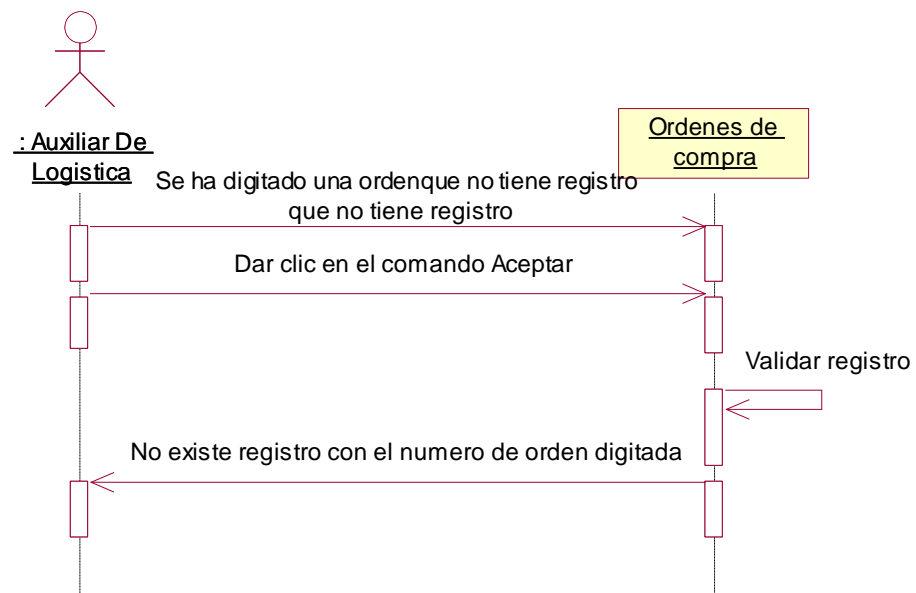 : Auxiliar De
Logistica
Ordenes de
compra
Se ha digitado una ordenque no tiene registro
que no tiene registro
Dar clic en el comando Aceptar
Validar registro
No existe registro con el numero de orden digitada